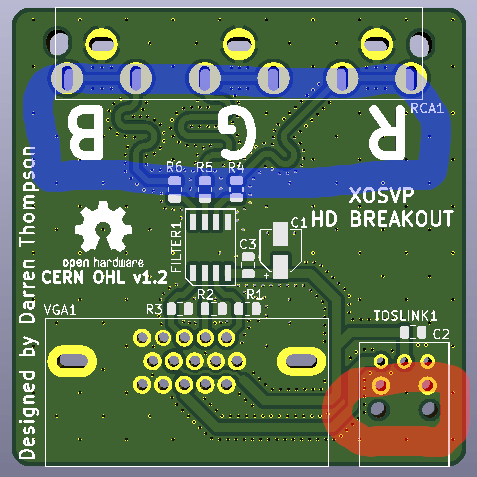 RCA1
B G R
R6 R5 R4
XOSVP
HD BREAKOUT
FILTER1
C1
C3
open hardware
CERN OHL v1.2
R3 R2 R1
VGA1
TOSLINK1
C2
Designed by Darren Thompson